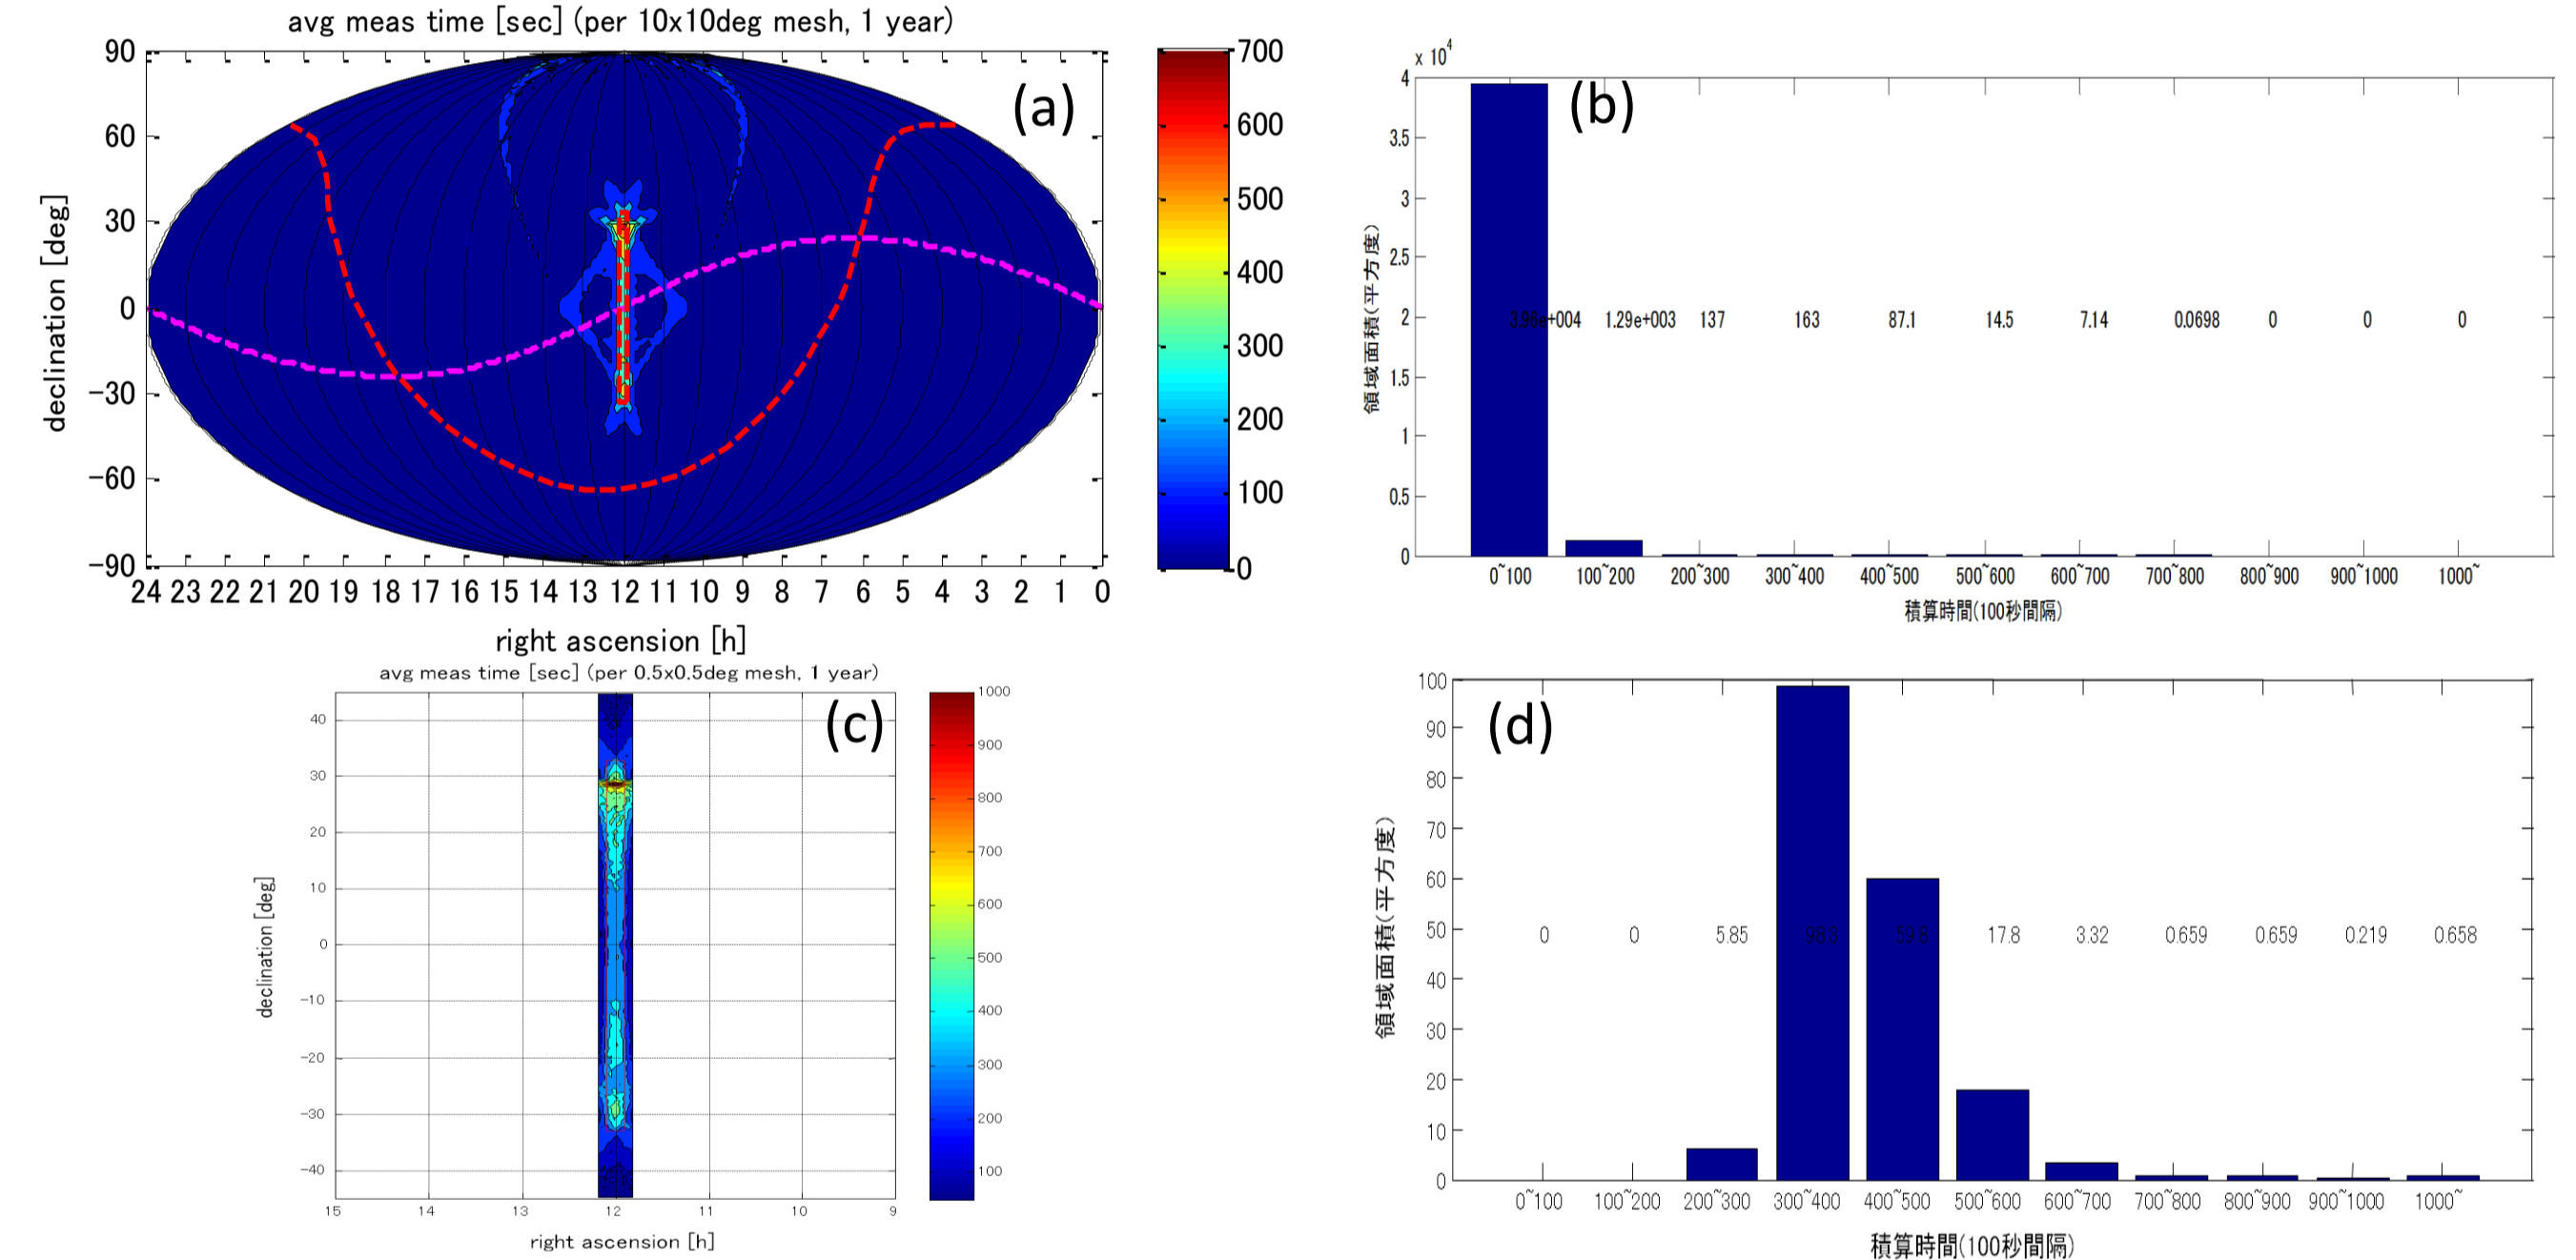 avg meas time [sec] (per 10x10deg mesh, 1 year)
(a)
declination [deg]
90
60
30
0
-30
-60
-90
24 23 22 21 20 19 18 17 16 15 14 13 12 11 10 9 8 7 6 5 4 3 2 1 0
right ascension [h]
700
600
500
400
300
200
100
0
(b)
x 10^4
領域面積(平方度)
4
3.5
3
2.5
2
1.5
1
0.5
0
3.96e+004 1.29e+003 137 163 87.1 14.5 7.14 0.0698 0 0 0
0~100 100~200 200~300 300~400 400~500 500~600 600~700 700~800 800~900 900~1000 1000~
積算時間(100秒間隔)
avg meas time [sec] (per 0.5x0.5deg mesh, 1 year)
(c)
declination [deg]
40
30
20
10
0
-10
-20
-30
-40
15 14 13 12 11 10 9
right ascension [h]
1000
900
800
700
600
500
400
300
200
100
(d)
領域面積(平方度)
100
90
80
70
60
50
40
30
20
10
0
0 0 5.85 98.3 59.8 17.8 3.32 0.659 0.659 0.219 0.658
0~100 100~200 200~300 300~400 400~500 500~600 600~700 700~800 800~900 900~1000 1000~
積算時間(100秒間隔)